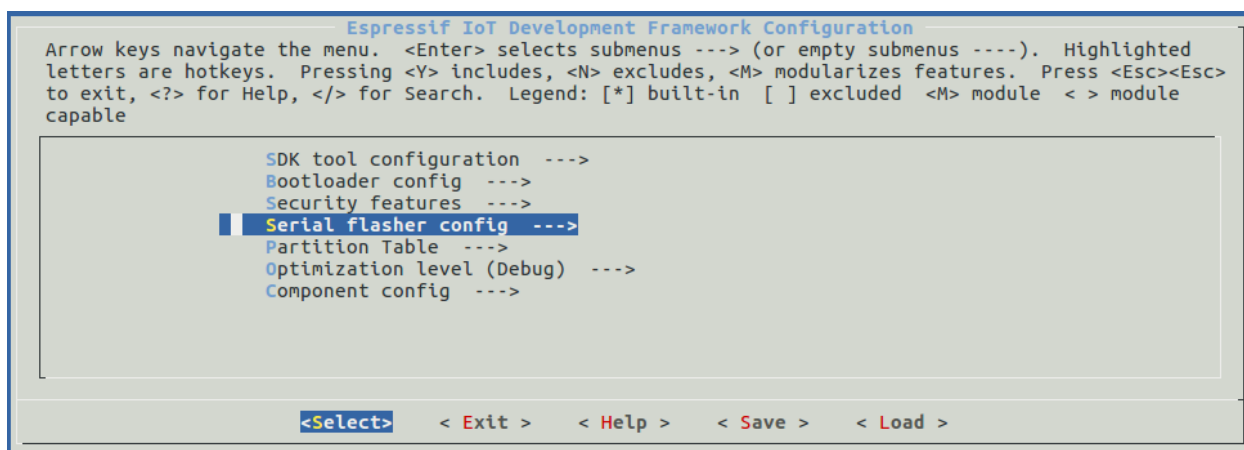 Espressif IoT Development Framework Configuration
Arrow keys navigate the menu.  <Enter> selects submenus ---> (or empty submenus ----).  Highlighted
letters are hotkeys.  Pressing <Y> includes, <N> excludes, <M> modularizes features.  Press <Esc><Esc>
to exit, <?> for Help, </> for Search.  Legend: [*] built-in  [ ] excluded  <M> module  < > module
capable
SDK tool configuration  --->
Bootloader config  --->
Security features  --->
Serial flasher config  --->
Partition Table  --->
Optimization level (Debug)  --->
Component config  --->
<Select>    < Exit >    < Help >    < Save >    < Load >